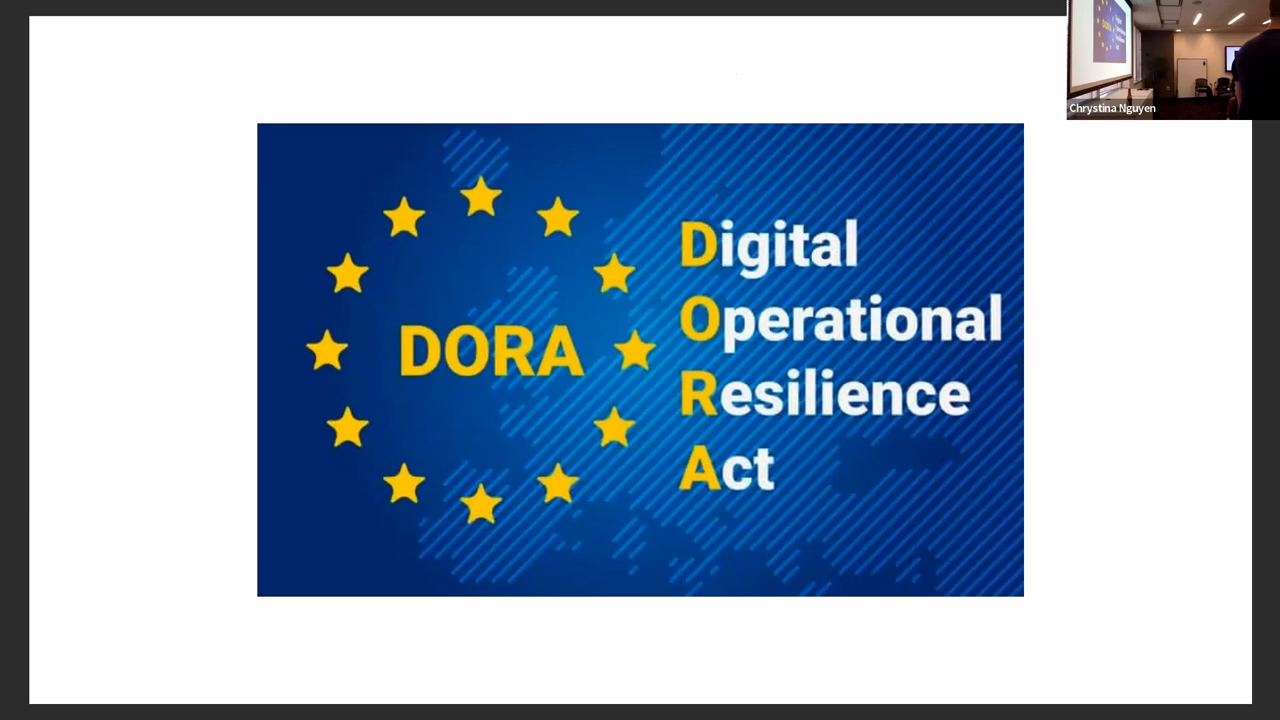 Chrystina Nguyen
DORA
Digital
Operational
Resilience
Act